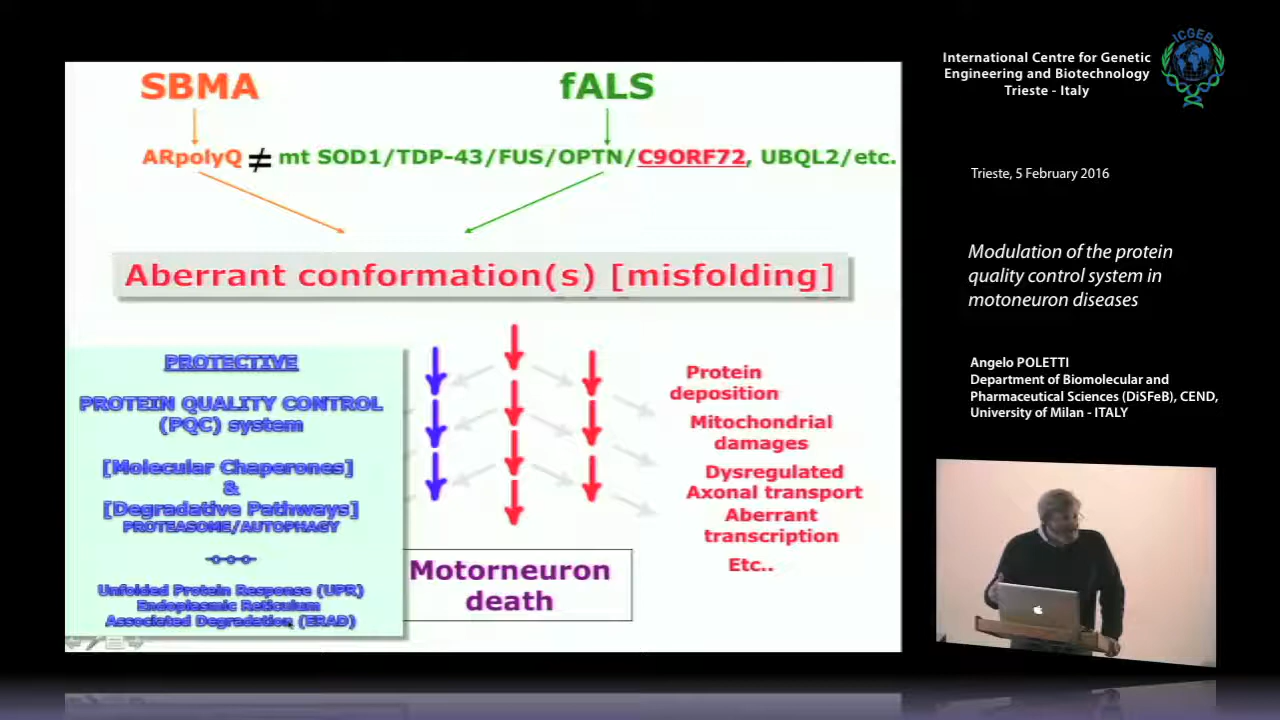 SBMA
fALS
ARpolyQ ≠ mt SOD1/TDP-43/FUS/OPTN/C9ORF72, UBQL2/etc.
Aberrant conformation(s) [misfolding]
PROTECTIVE
PROTEIN QUALITY CONTROL
(PQC) system
[Molecular Chaperones]
&
[Degradative Pathways]
PROTEASOME/AUTOPHAGY
-o-o-o-
Unfolded Protein Response (UPR)
Endoplasmic Reticulum
Associated Degradation (ERAD)
Motorneuron
death
Protein
deposition
Mitochondrial
damages
Dysregulated
Axonal transport
Aberrant
transcription
Etc..
International Centre for Genetic
Engineering and Biotechnology
Trieste - Italy
ICGEB
Trieste, 5 February 2016
Modulation of the protein
quality control system in
motoneuron diseases
Angelo POLETTI
Department of Biomolecular and
Pharmaceutical Sciences (DiSFeB), CEND,
University of Milan - ITALY